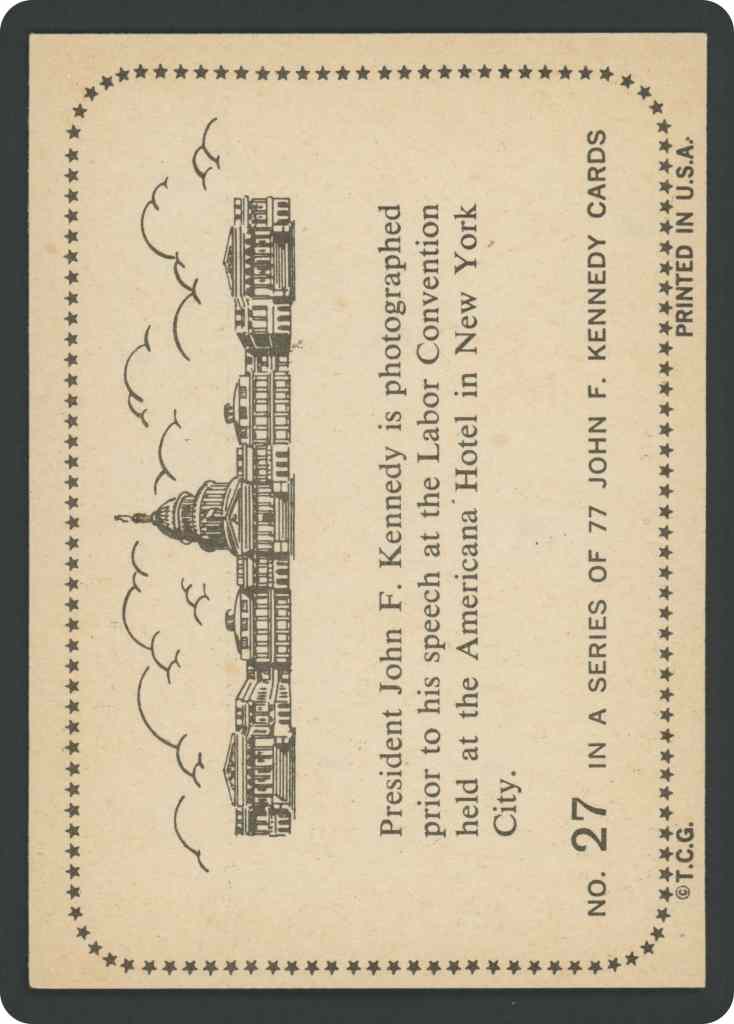 President John F. Kennedy is photographed
prior to his speech at the Labor Convention
held at the Americana Hotel in New York
City.
NO. 27 IN A SERIES OF 77 JOHN F. KENNEDY CARDS
©T.C.G. PRINTED IN U.S.A.